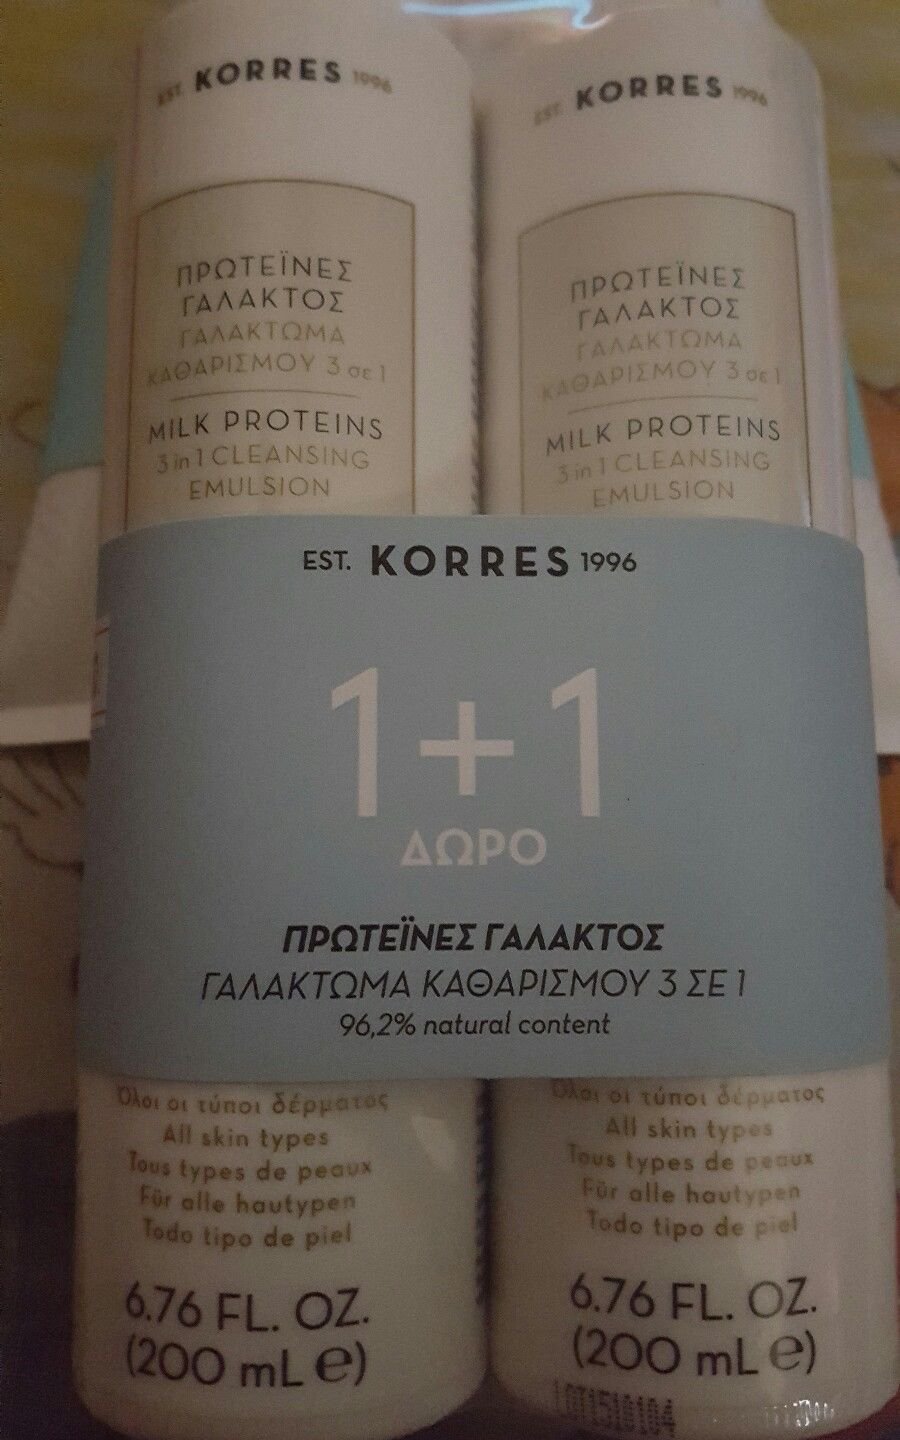 EST. KORRES 1996
ΠΡΩΤΕΪΝΕΣ
ΓΑΛΑΚΤΟΣ
ΓΑΛΑΚΤΩΜΑ
ΚΑΘΑΡΙΣΜΟΥ 3 σε 1
MILK PROTEINS
3 in 1 CLEANSING
EMULSION
EST. KORRES 1996
ΠΡΩΤΕΪΝΕΣ
ΓΑΛΑΚΤΟΣ
ΓΑΛΑΚΤΩΜΑ
ΚΑΘΑΡΙΣΜΟΥ 3 σε 1
MILK PROTEINS
3 in 1 CLEANSING
EMULSION
EST. KORRES 1996
1+1
ΔΩΡΟ
ΠΡΩΤΕΪΝΕΣ ΓΑΛΑΚΤΟΣ
ΓΑΛΑΚΤΩΜΑ ΚΑΘΑΡΙΣΜΟΥ 3 ΣΕ 1
96,2% natural content
Όλοι οι τύποι δέρματος
All skin types
Tous types de peaux
Für alle hautypen
Todo tipo de piel
6.76 FL. OZ.
(200 mL ℮)
Όλοι οι τύποι δέρματος
All skin types
Tous types de peaux
Für alle hautypen
Todo tipo de piel
6.76 FL. OZ.
(200 mL ℮)